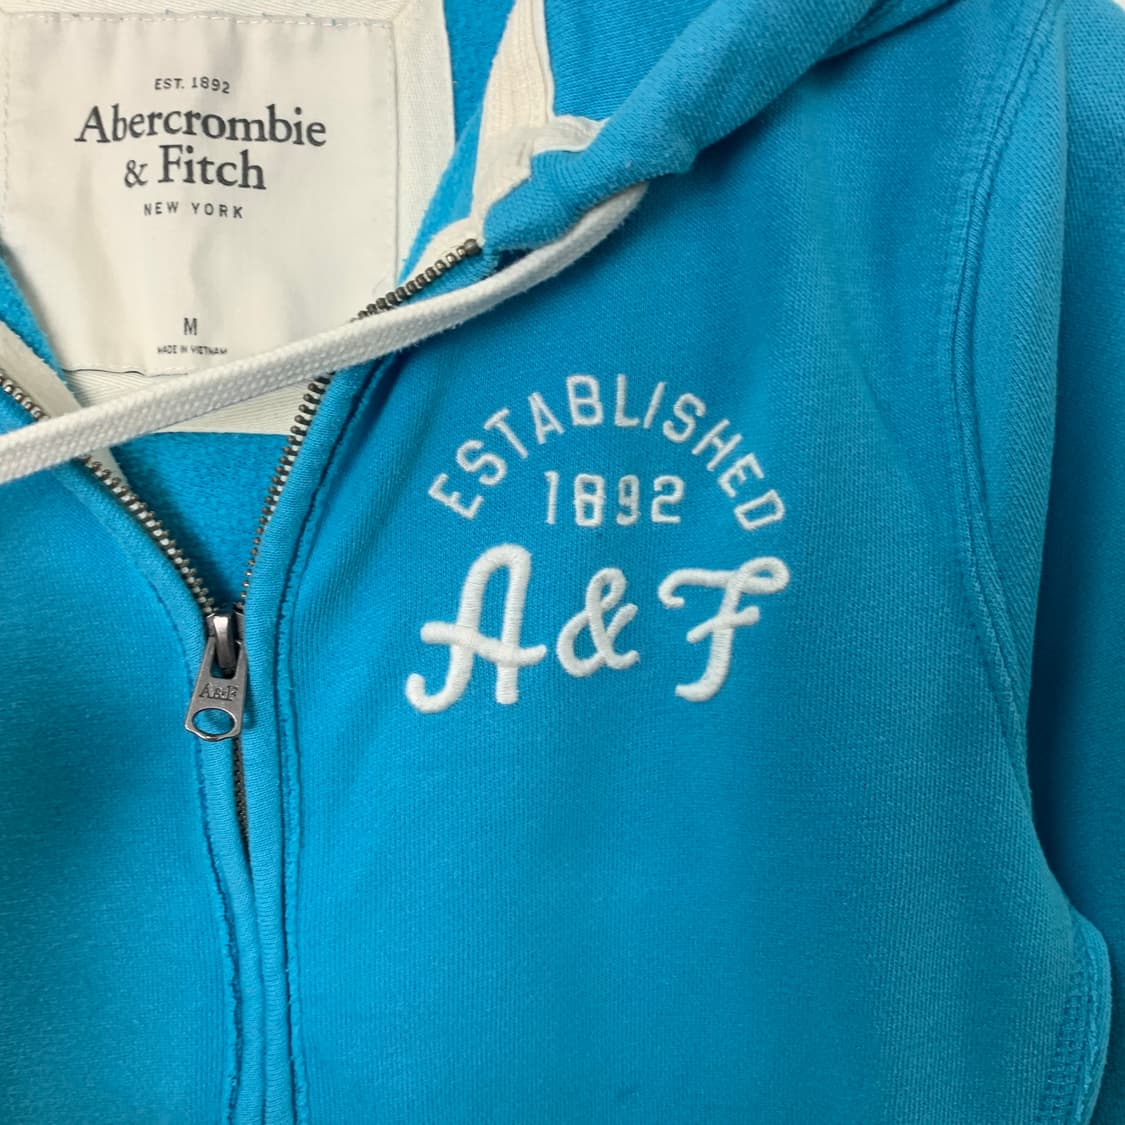 EST. 1892
Abercrombie
& Fitch
NEW YORK
M
MADE IN VIETNAM
ESTABLISHED
1892
A&F
A&F